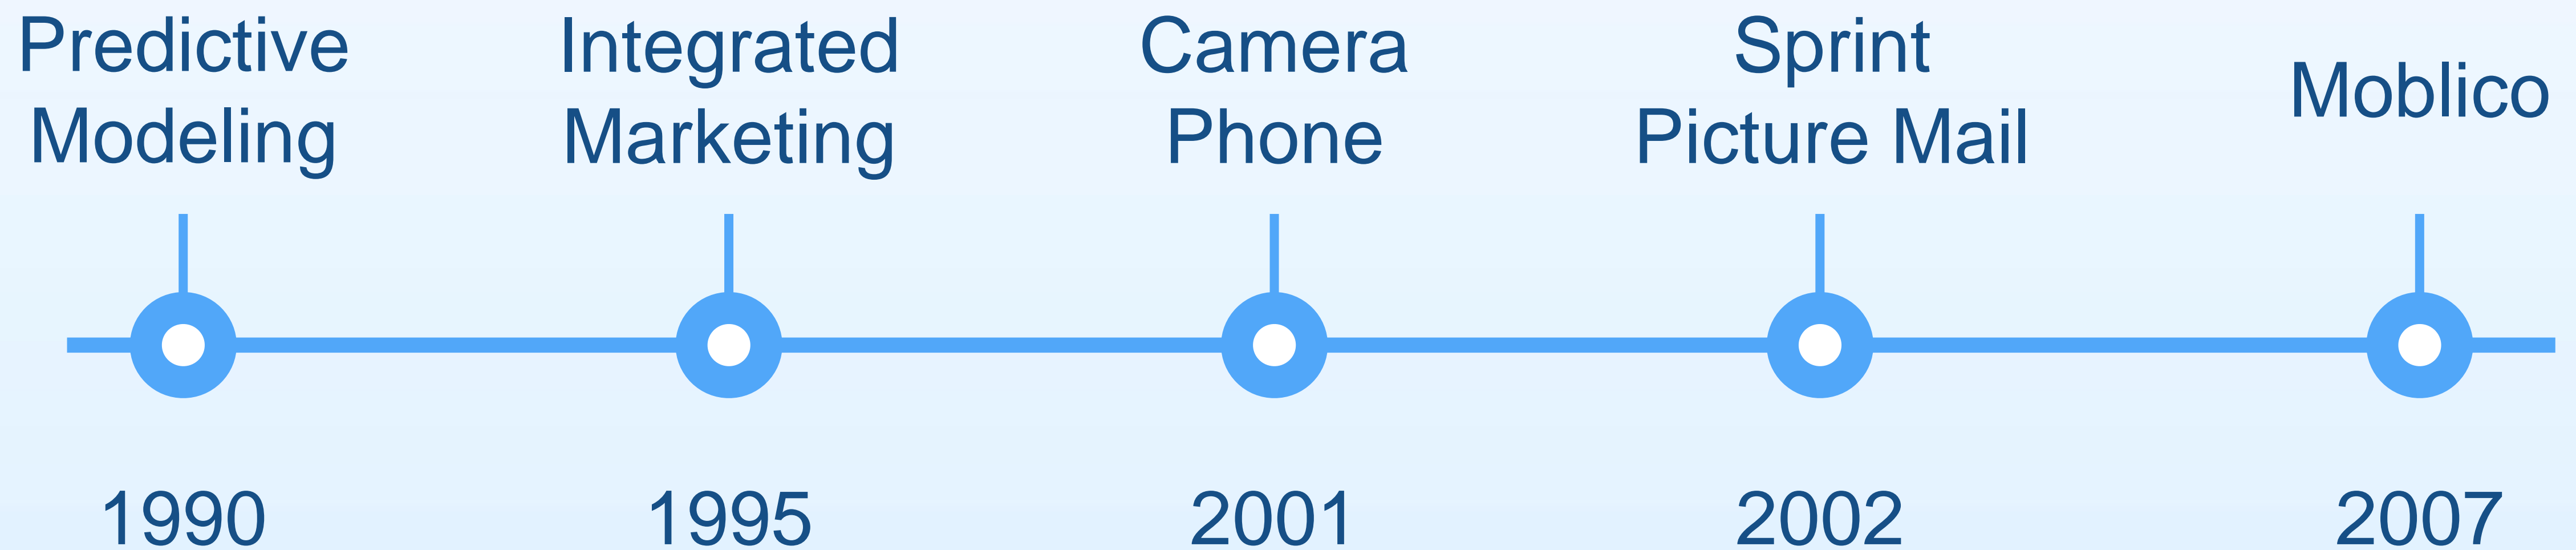 Predictive
Modeling
Integrated
Marketing
Camera
Phone
Sprint
Picture Mail
Moblico
1990
1995
2001
2002
2007